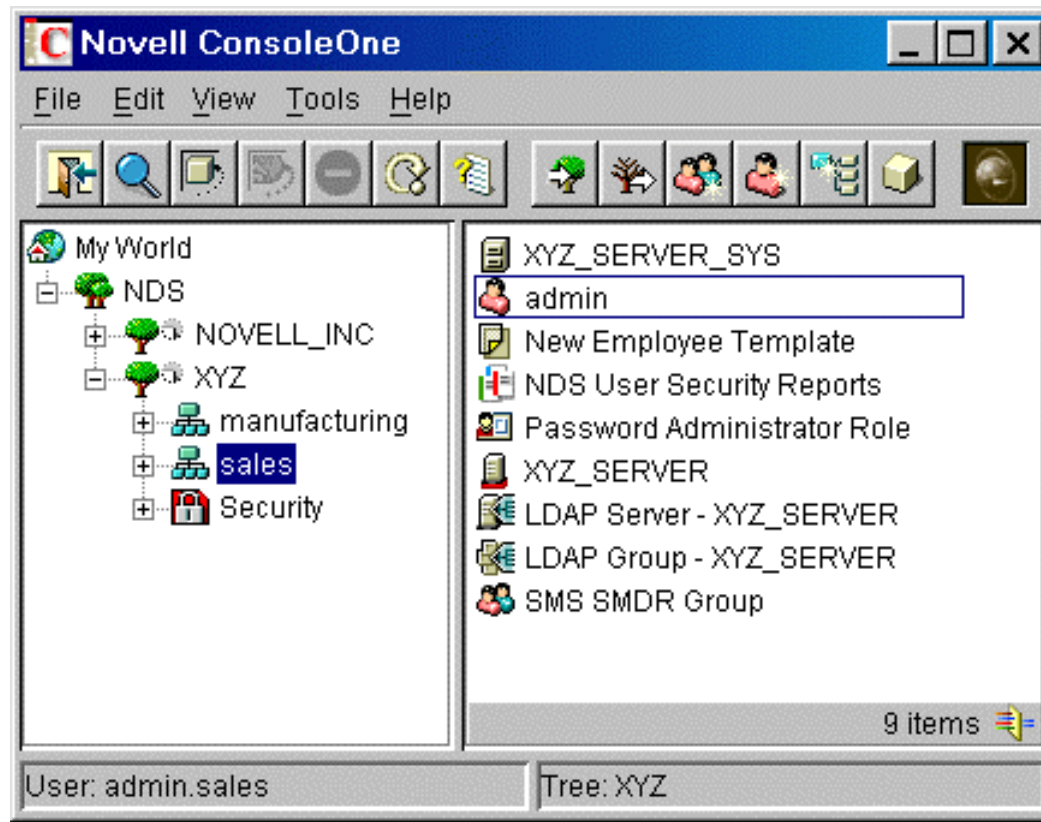 Novell ConsoleOne
File Edit View Tools Help
My World
NDS
NOVELL_INC
XYZ
manufacturing
sales
Security
XYZ_SERVER_SYS
admin
New Employee Template
NDS User Security Reports
Password Administrator Role
XYZ_SERVER
LDAP Server - XYZ_SERVER
LDAP Group - XYZ_SERVER
SMS SMDR Group
9 items
User: admin.sales
Tree: XYZ